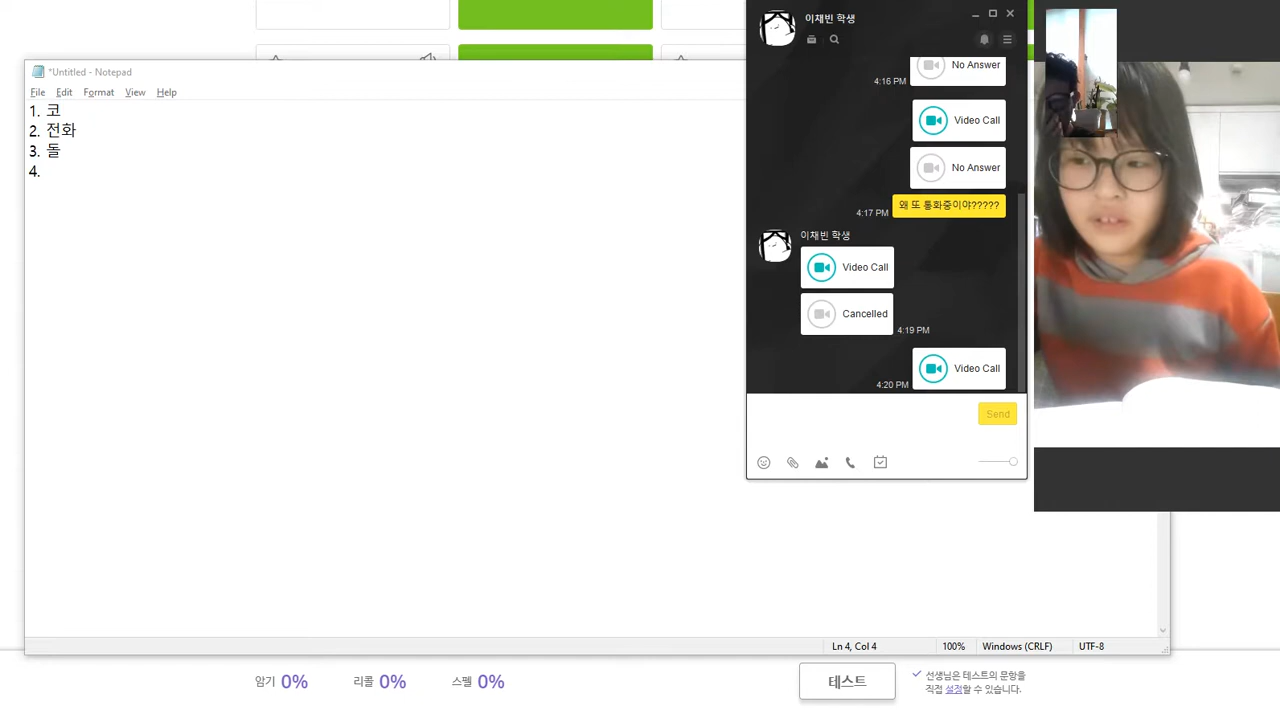 *Untitled - Notepad
File Edit Format View Help
1. 코
2. 전화
3. 돌
4.
Ln 4, Col 4 100% Windows (CRLF) UTF-8
이채빈 학생
No Answer
4:16 PM
Video Call
No Answer
왜 또 통화중이야?????
4:17 PM
이채빈 학생
Video Call
Cancelled
4:19 PM
Video Call
4:20 PM
Send
암기 0% 리콜 0% 스펠 0%
테스트
선생님은 테스트의 문항을
직접 설정할 수 있습니다.